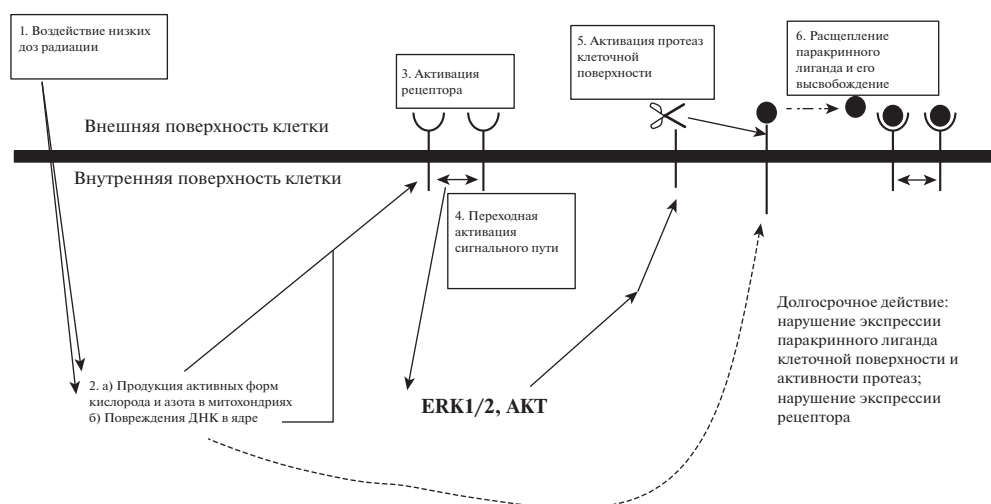 1. Воздействие низких
доз радиации
3. Активация
рецептора
5. Активация протеаз
клеточной
поверхности
6. Расщепление
паракринного
лиганда и его
высвобождение
Внешняя поверхность клетки
Внутренняя поверхность клетки
4. Переходная
активация
сигнального пути
2. а) Продукция активных форм
кислорода и азота в митохондриях
б) Повреждения ДНК в ядре
ERK1/2, AKT
Долгосрочное действие:
нарушение экспрессии
паракринного лиганда
клеточной поверхности и
активности протеаз;
нарушение экспрессии
рецептора